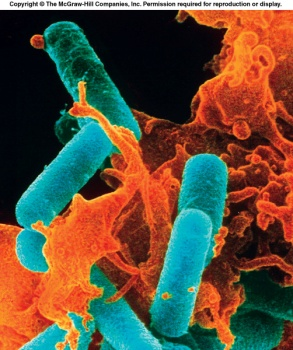 Copyright © The McGraw-Hill Companies, Inc. Permission required for reproduction or display.